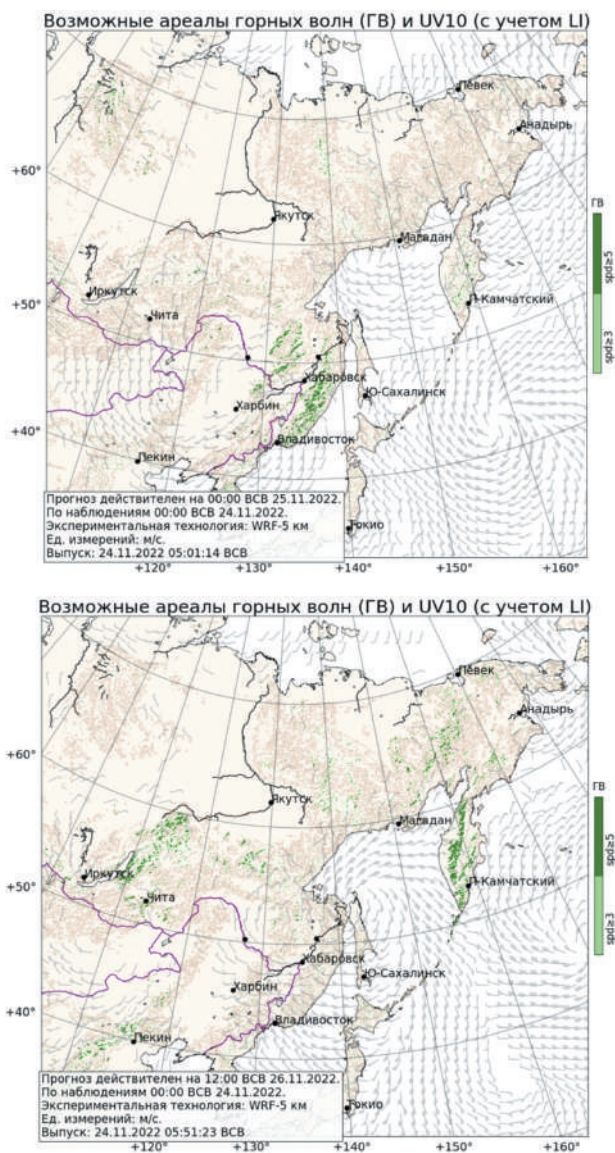 Возможные ареалы горных волн (ГВ) и UV10 (с учетом LI)
Певек
Анадырь
+60°
ГВ
Якутск
Магадан
spd≥5
+50°
Иркутск
Чита
П-Камчатский
spd≥3
Хабаровск
Ю-Сахалинск
Харбин
+40°
Владивосток
Пекин
Прогноз действителен на 00:00 ВСВ 25.11.2022.
По наблюдениям 00:00 ВСВ 24.11.2022.
Экспериментальная технология: WRF-5 км
Ед. измерений: м/с.
Выпуск: 24.11.2022 05:01:14 ВСВ
Токио
+120° +130° +140° +150° +160°
Возможные ареалы горных волн (ГВ) и UV10 (с учетом LI)
Певек
Анадырь
+60°
ГВ
Якутск
Магадан
spd≥5
+50°
Иркутск
Чита
П-Камчатский
spd≥3
Хабаровск
Ю-Сахалинск
Харбин
+40°
Владивосток
Пекин
Прогноз действителен на 12:00 ВСВ 26.11.2022.
По наблюдениям 00:00 ВСВ 24.11.2022.
Экспериментальная технология: WRF-5 км
Ед. измерений: м/с.
Выпуск: 24.11.2022 05:51:23 ВСВ
Токио
+120° +130° +140° +150° +160°